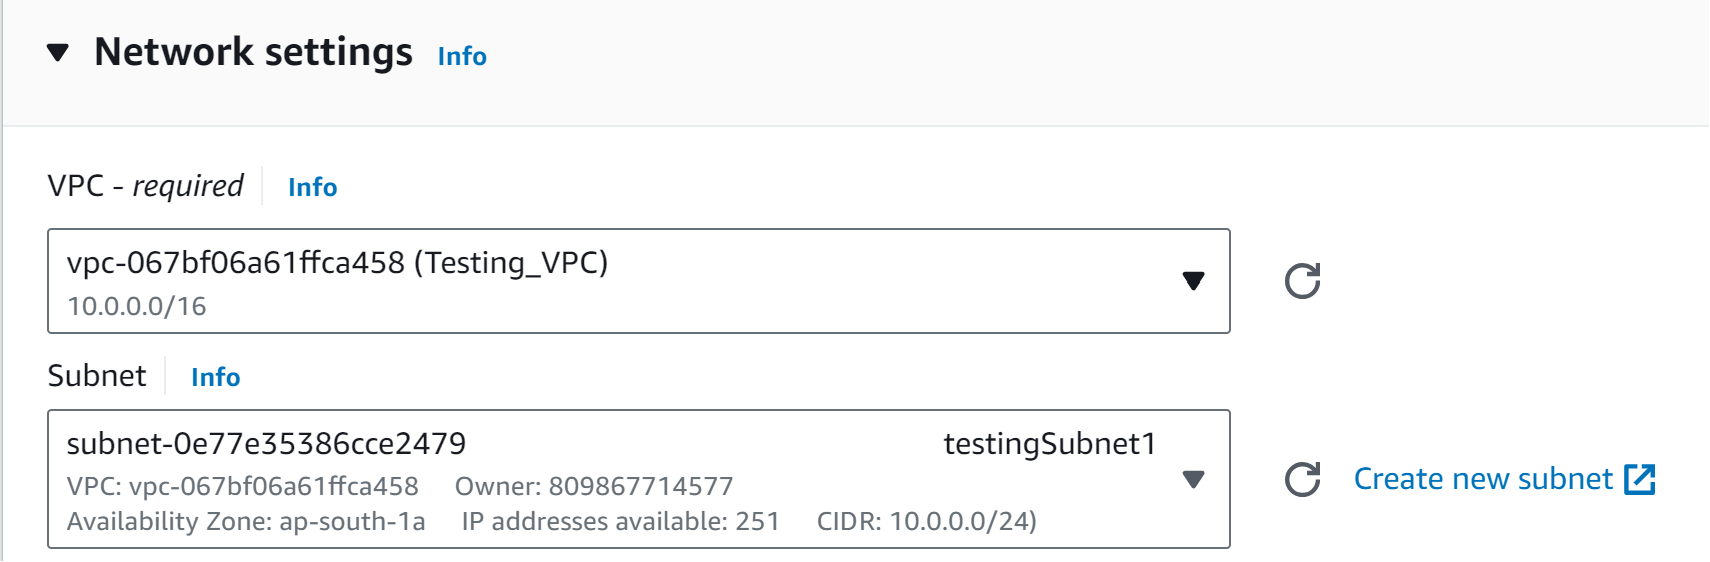 Network settings Info
VPC - required Info
vpc-067bf06a61ffca458 (Testing_VPC)
10.0.0.0/16
Subnet Info
subnet-0e77e35386cce2479 testingSubnet1
VPC: vpc-067bf06a61ffca458 Owner: 809867714577
Create new subnet
Availability Zone: ap-south-1a IP addresses available: 251 CIDR: 10.0.0.0/24)